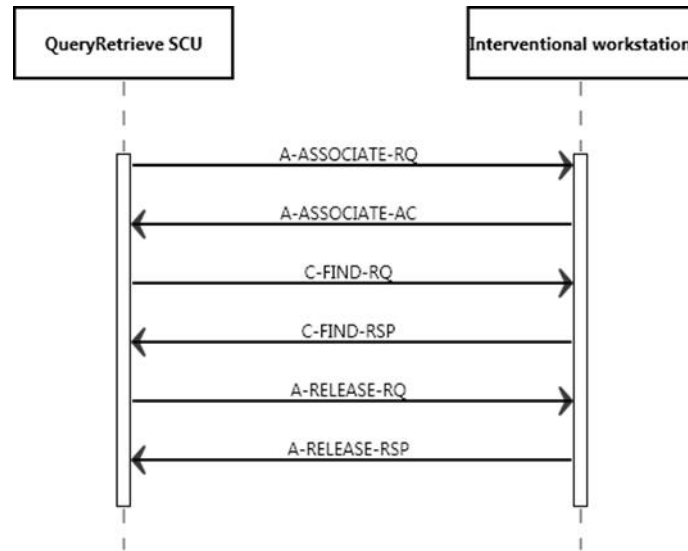 QueryRetrieve SCU
Interventional workstation
A-ASSOCIATE-RQ
A-ASSOCIATE-AC
C-FIND-RQ
C-FIND-RSP
A-RELEASE-RQ
A-RELEASE-RSP